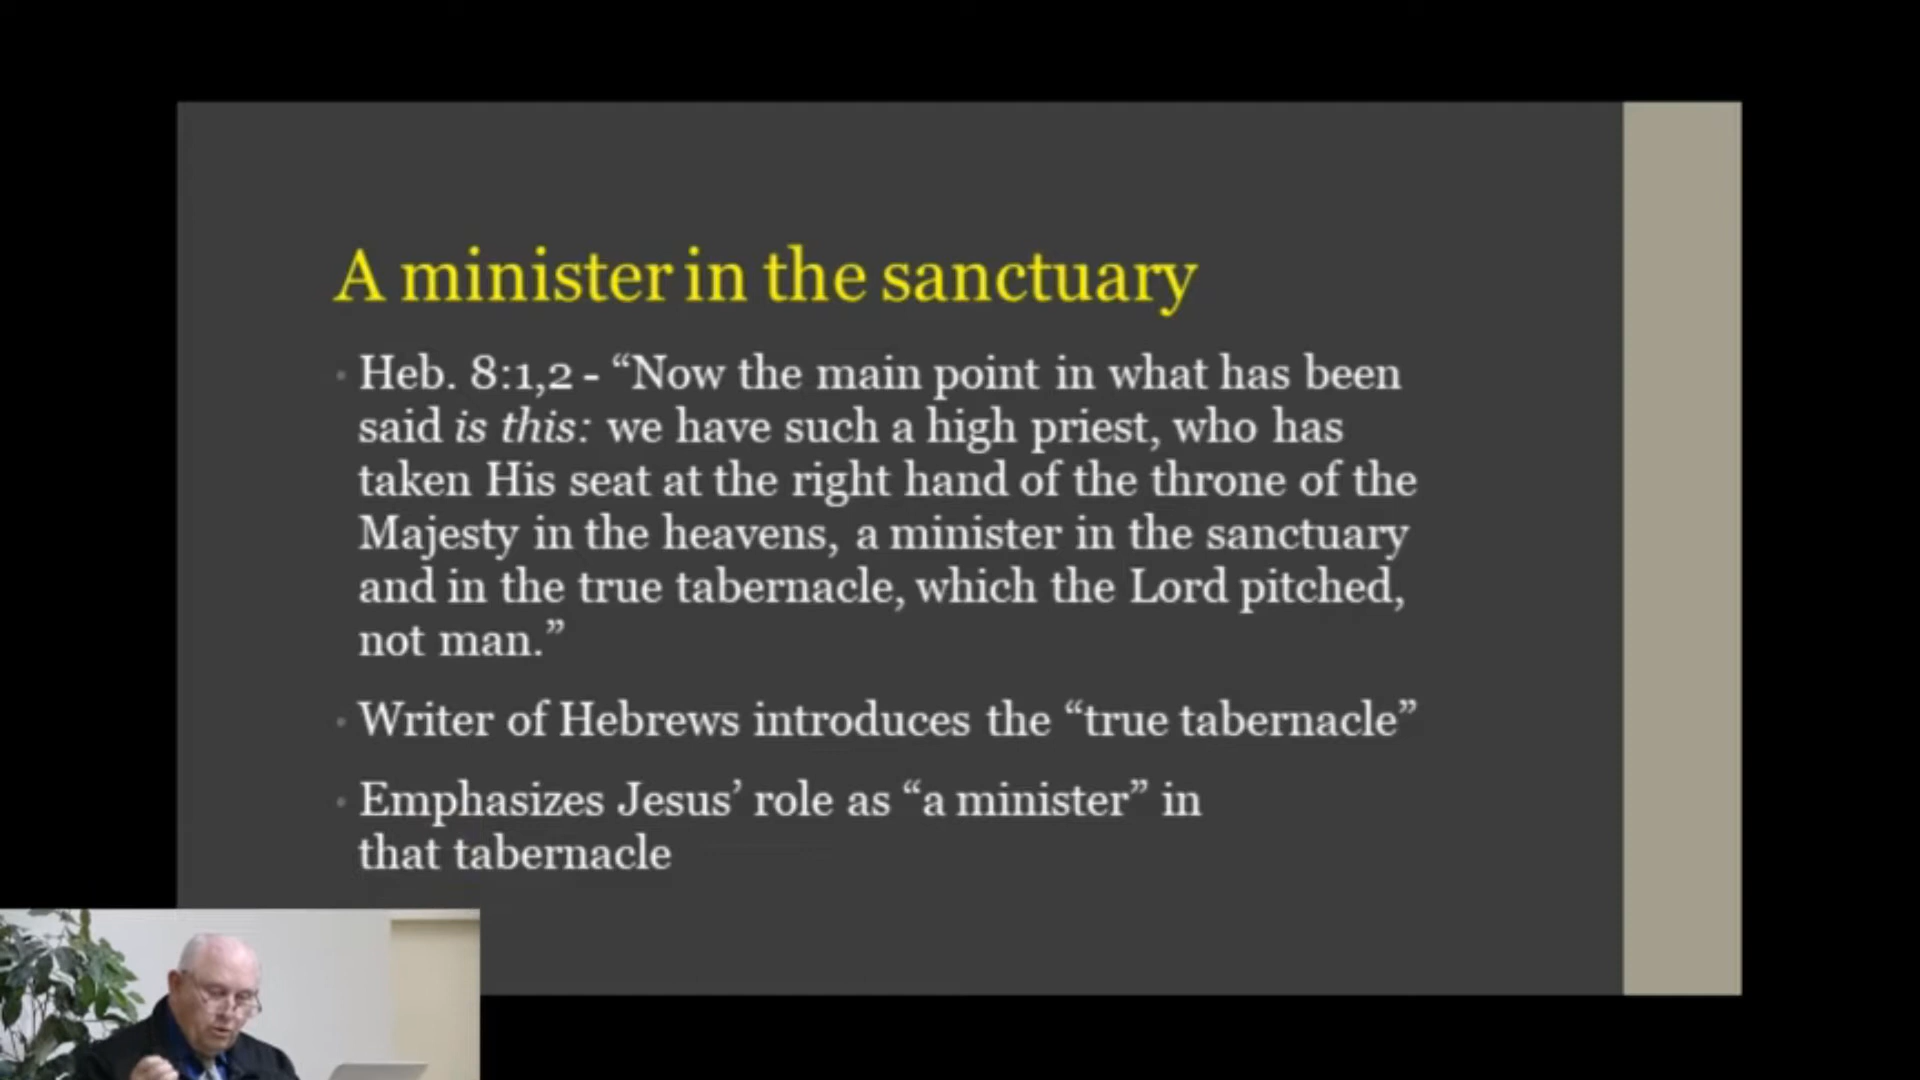 A minister in the sanctuary
• Heb. 8:1,2 - “Now the main point in what has been
said is this: we have such a high priest, who has
taken His seat at the right hand of the throne of the
Majesty in the heavens, a minister in the sanctuary
and in the true tabernacle, which the Lord pitched,
not man.”
• Writer of Hebrews introduces the “true tabernacle”
• Emphasizes Jesus’ role as “a minister” in
that tabernacle